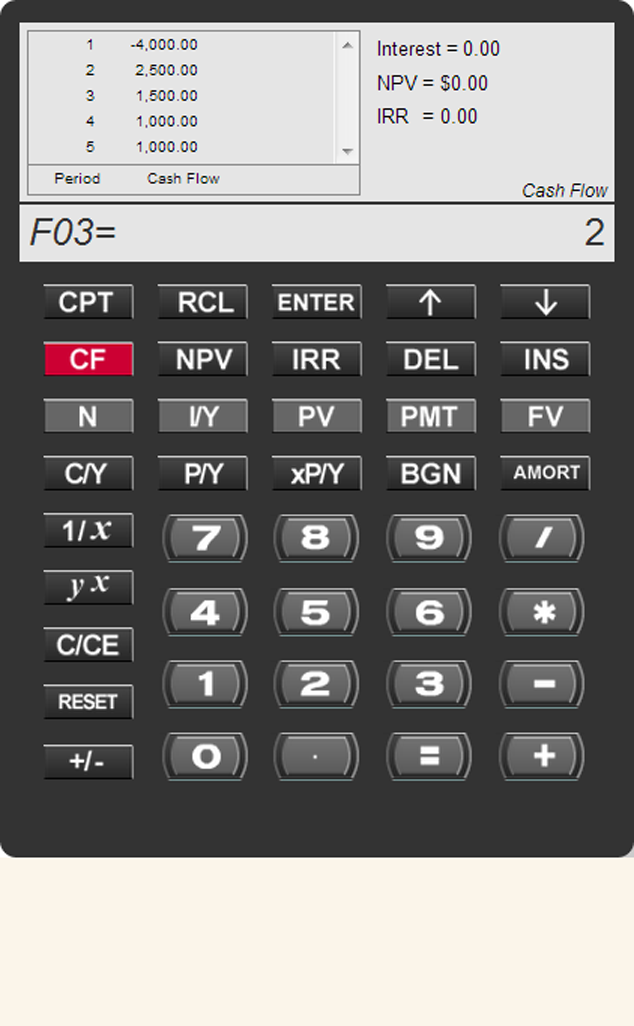 1 -4,000.00
2 2,500.00
3 1,500.00
4 1,000.00
5 1,000.00
Period Cash Flow
Interest = 0.00
NPV = $0.00
IRR = 0.00
Cash Flow
F03= 2
CPT RCL ENTER ↑ ↓
CF NPV IRR DEL INS
N I/Y PV PMT FV
C/Y P/Y xP/Y BGN AMORT
1/x 7 8 9 /
y x 4 5 6 *
C/CE 1 2 3 -
RESET
+/- 0 . = +